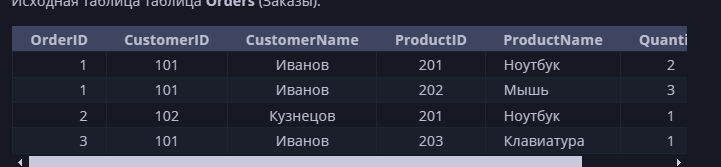 Исходная таблица таблица Orders (Заказы):
OrderID CustomerID CustomerName ProductID ProductName Quanti
1 101 Иванов 201 Ноутбук 2
1 101 Иванов 202 Мышь 3
2 102 Кузнецов 201 Ноутбук 1
3 101 Иванов 203 Клавиатура 1